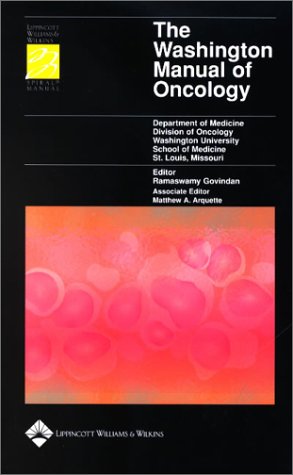 LIPPINCOTT
WILLIAMS &
WILKINS
SPIRAL®
MANUAL
The
Washington
Manual of
Oncology
Department of Medicine
Division of Oncology
Washington University
School of Medicine
St. Louis, Missouri
Editor
Ramaswamy Govindan
Associate Editor
Matthew A. Arquette
LIPPINCOTT WILLIAMS & WILKINS